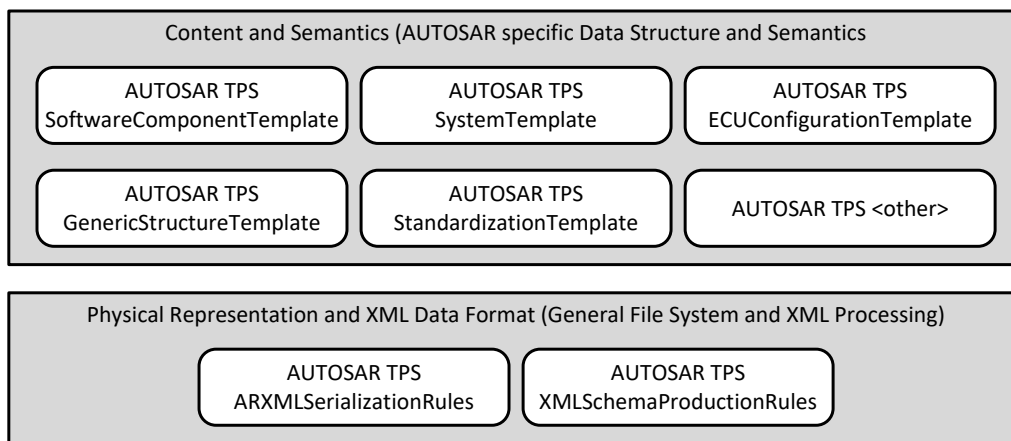 Content and Semantics (AUTOSAR specific Data Structure and Semantics
AUTOSAR TPS
SoftwareComponentTemplate
AUTOSAR TPS
SystemTemplate
AUTOSAR TPS
ECUConfigurationTemplate
AUTOSAR TPS
GenericStructureTemplate
AUTOSAR TPS
StandardizationTemplate
AUTOSAR TPS <other>
Physical Representation and XML Data Format (General File System and XML Processing)
AUTOSAR TPS
ARXMLSerializationRules
AUTOSAR TPS
XMLSchemaProductionRules